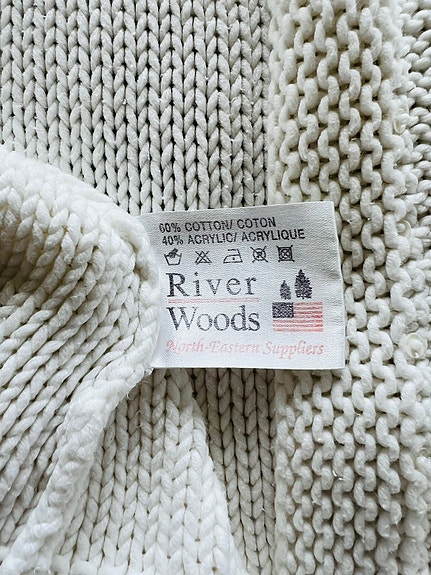 60% COTTON/ COTON
40% ACRYLIC/ ACRYLIQUE
River
Woods
North-Eastern Suppliers